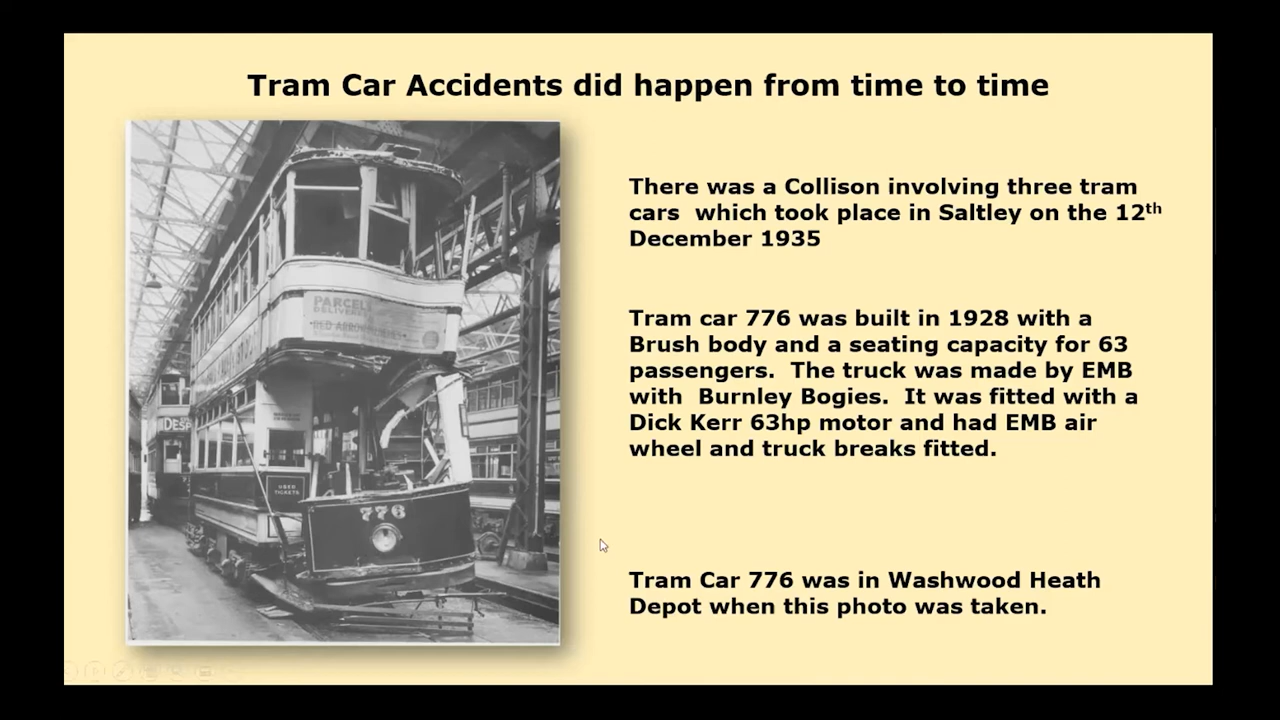 Tram Car Accidents did happen from time to time
There was a Collison involving three tram
cars which took place in Saltley on the 12th
December 1935
Tram car 776 was built in 1928 with a
Brush body and a seating capacity for 63
passengers. The truck was made by EMB
with Burnley Bogies. It was fitted with a
Dick Kerr 63hp motor and had EMB air
wheel and truck breaks fitted.
Tram Car 776 was in Washwood Heath
Depot when this photo was taken.
PARCEL
DELIVERE
RED ARROW
DESP
USED
TICKETS
776